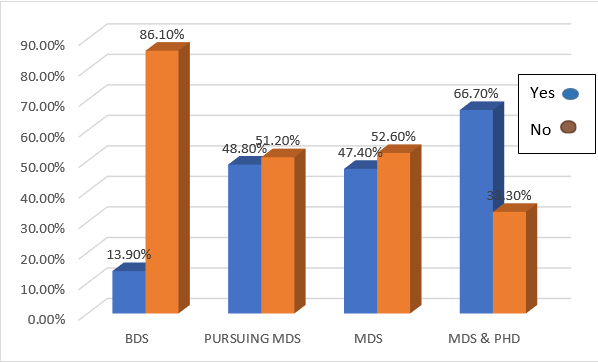 86.10%
90.00%
80.00%
66.70%
70.00%
Yes
60.00%
51.20%
52.60%
48.80%
47.40%
No
50.00%
40.00%
30.00%
13.90%
20.00%
10.00%
0.00%
BDS
PURSUING MDS
MDS
MDS & PHD